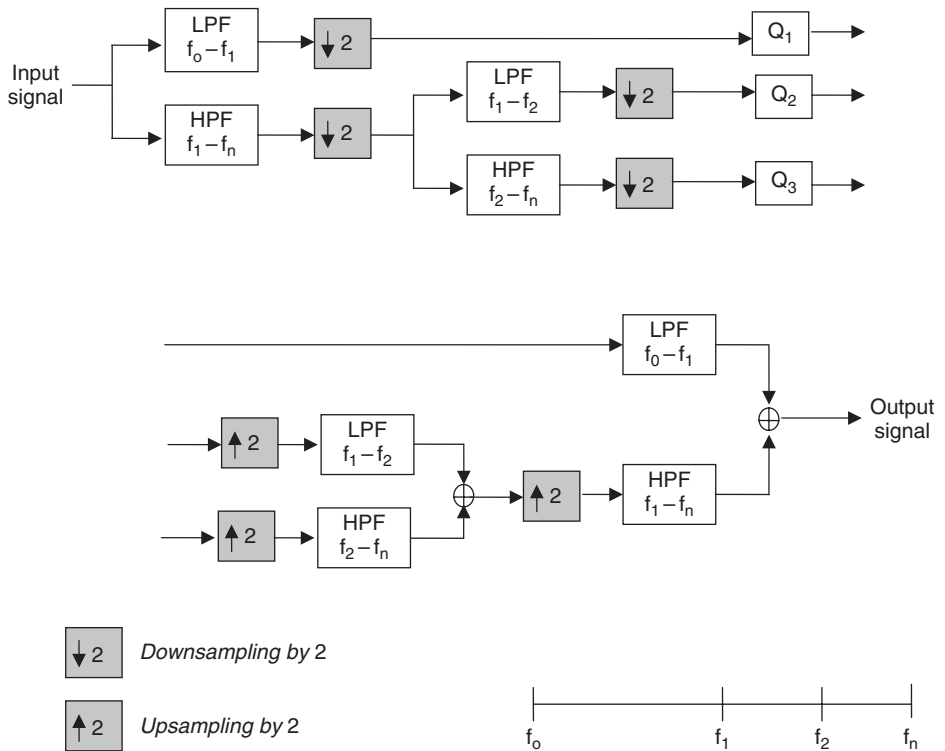 LPF
f₀ – f₁
↓ 2
Q₁
Input
signal
HPF
f₁ – fₙ
↓ 2
LPF
f₁ – f₂
↓ 2
Q₂
HPF
f₂ – fₙ
↓ 2
Q₃
LPF
f₀ – f₁
↑ 2
LPF
f₁ – f₂
↑ 2
HPF
f₂ – fₙ
↑ 2
HPF
f₁ – fₙ
Output
signal
↓ 2 Downsampling by 2
↑ 2 Upsampling by 2
fₒ f₁ f₂ fₙ